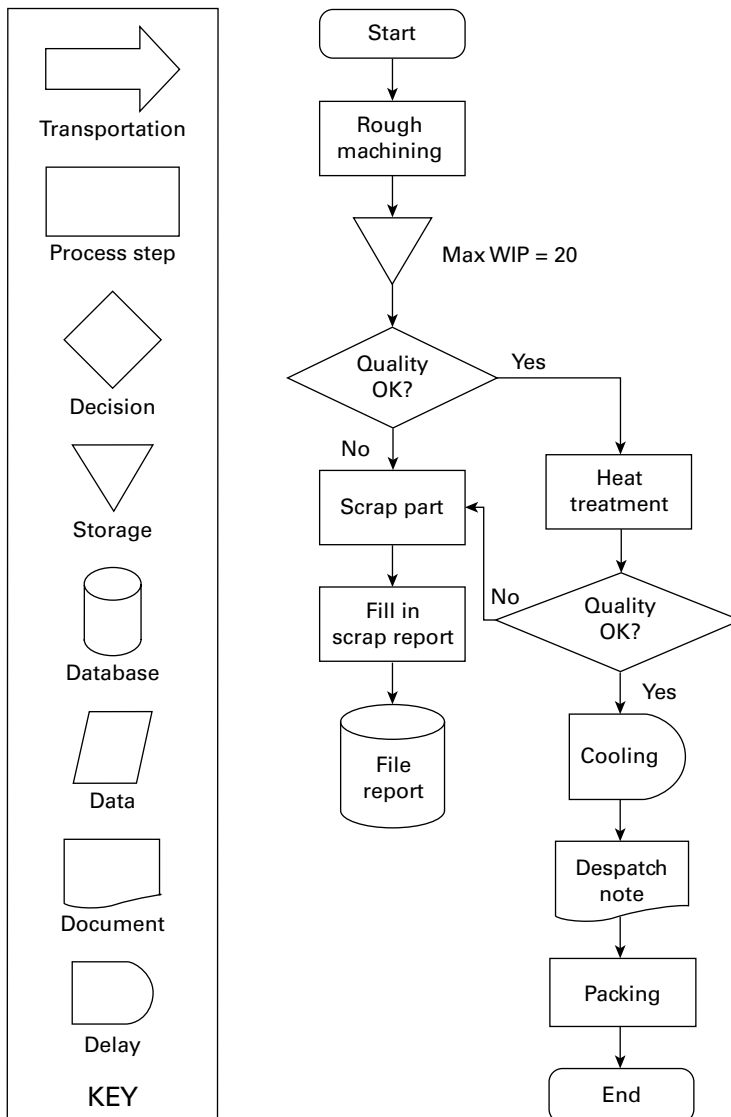 Transportation
Process step
Decision
Storage
Database
Data
Document
Delay
KEY
Start
Rough
machining
Max WIP = 20
Quality
OK?
Yes
No
Scrap part
Heat
treatment
Fill in
scrap report
No
Quality
OK?
Yes
File
report
Cooling
Despatch
note
Packing
End